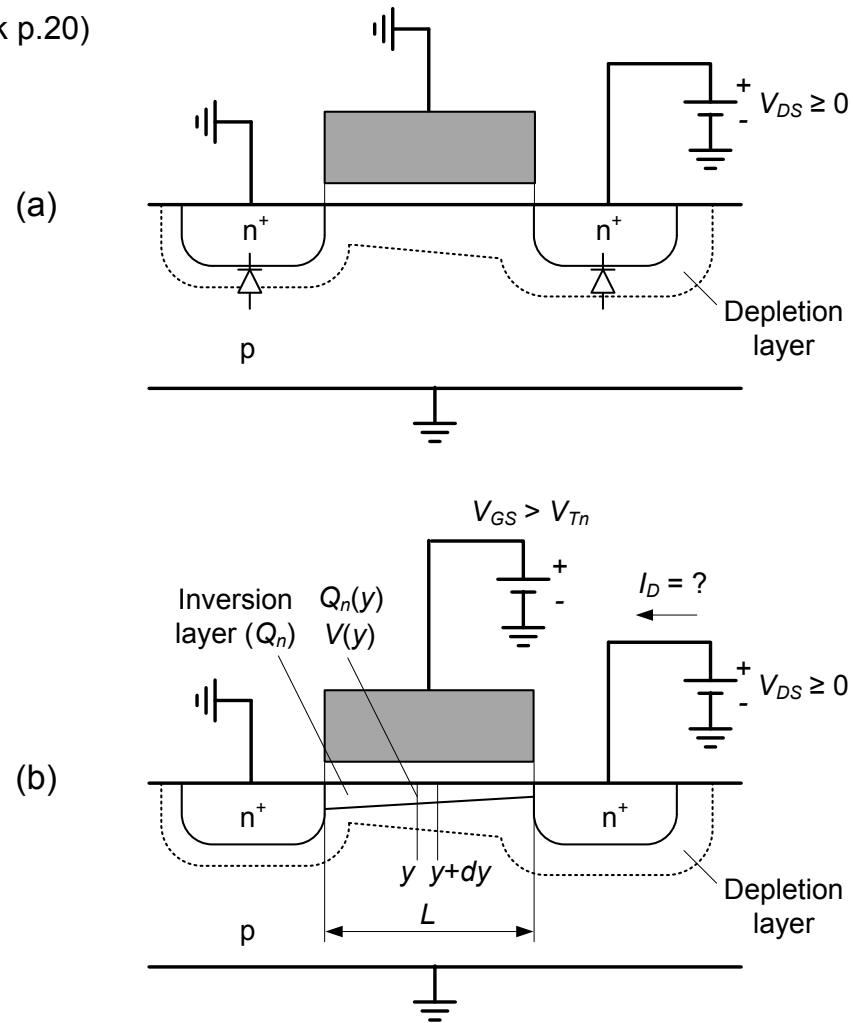 k p.20)
+
V_DS ≥ 0
-
(a)
n⁺
n⁺
Depletion
layer
p
V_GS > V_Tn
+
-
I_D = ?
Inversion
layer (Q_n)
Q_n(y)
V(y)
+
V_DS ≥ 0
-
(b)
n⁺
n⁺
y
y+dy
Depletion
layer
L
p